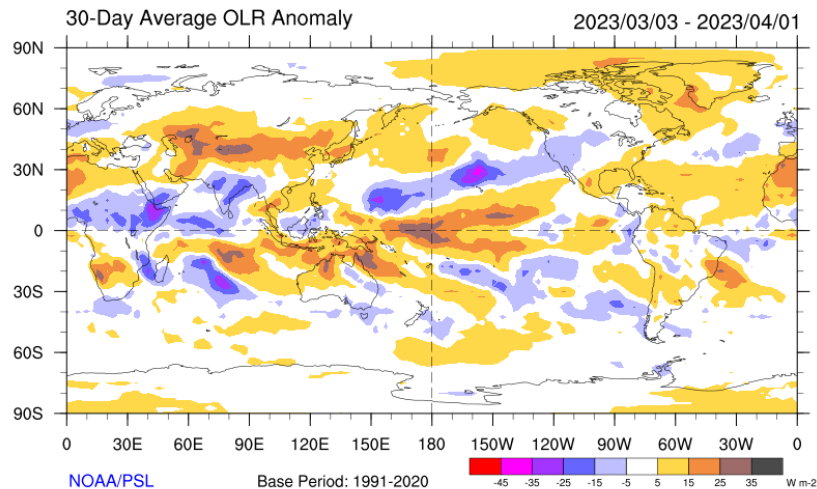 30-Day Average OLR Anomaly 2023/03/03 - 2023/04/01
90N
60N
30N
0
30S
60S
90S
0 30E 60E 90E 120E 150E 180 150W 120W 90W 60W 30W 0
-45 -35 -25 -15 -5 5 15 25 35 W m-2
NOAA/PSL Base Period: 1991-2020